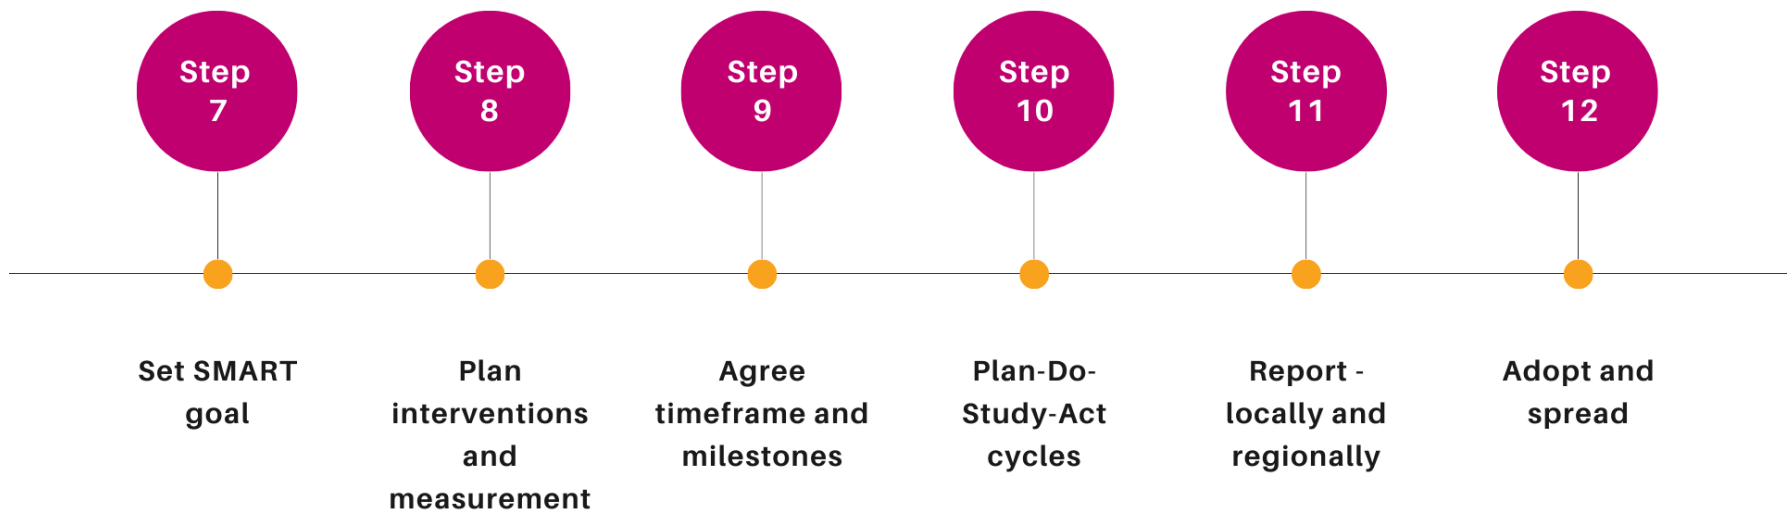 Step
7
Step
8
Step
9
Step
10
Step
11
Step
12
Set SMART
goal
Plan
interventions
and
measurement
Agree
timeframe and
milestones
Plan-Do-
Study-Act
cycles
Report -
locally and
regionally
Adopt and
spread